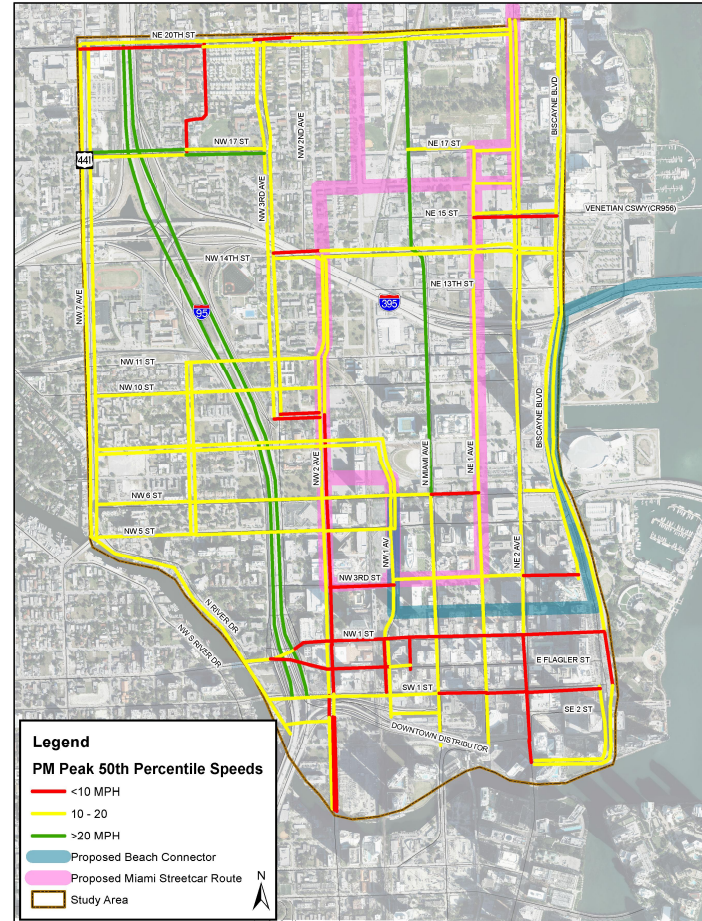 NE 20TH ST
BISCAYNE BLVD
NW 2ND AVE
NW 17 ST
NE 17 ST
441
NW 3RD AVE
NE 15 ST
VENETIAN CSWY(CR956)
NW 14TH ST
NE 13TH ST
NW 7 AVE
95
395
NW 11 ST
NW 10 ST
BISCAYNE BLVD
NW 2 AVE
N MIAMI AVE
NE 1 AVE
NW 6 ST
NW 5 ST
NW 1 AV
NE 2 AVE
NW 3RD ST
N RIVER DR
NW S RIVER DR
NW 1 ST
E FLAGLER ST
SW 1 ST
SE 2 ST
DOWNTOWN DISTRIBUTOR
Legend
PM Peak 50th Percentile Speeds
<10 MPH
10 - 20
>20 MPH
Proposed Beach Connector
Proposed Miami Streetcar Route
Study Area
N